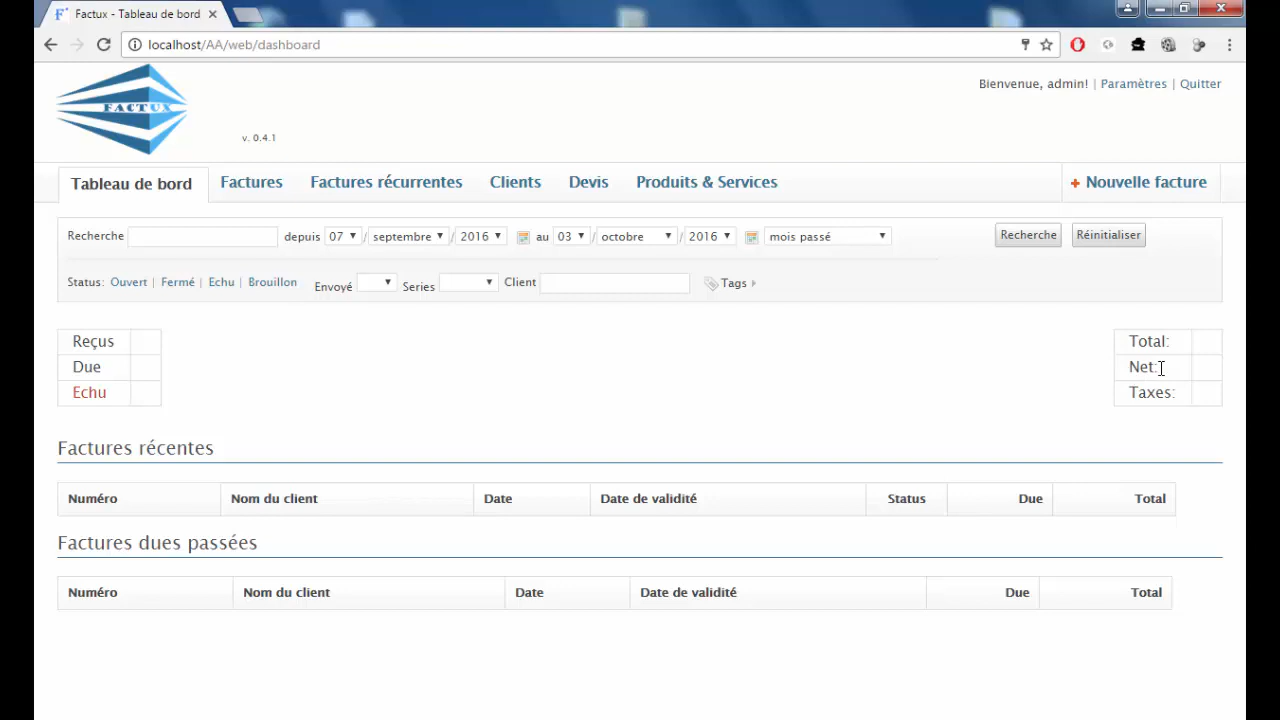 Factux - Tableau de bord
localhost/AA/web/dashboard
Bienvenue, admin! | Paramètres | Quitter
FACTUX
v. 0.4.1
Tableau de bord Factures Factures récurrentes Clients Devis Produits & Services + Nouvelle facture
Recherche depuis 07 / septembre / 2016 au 03 / octobre / 2016 mois passé Recherche Réinitialiser
Status: Ouvert | Fermé | Echu | Brouillon Envoyé Series Client Tags
Reçus Total:
Due Net:
Echu Taxes:
Factures récentes
Numéro Nom du client Date Date de validité Status Due Total
Factures dues passées
Numéro Nom du client Date Date de validité Due Total